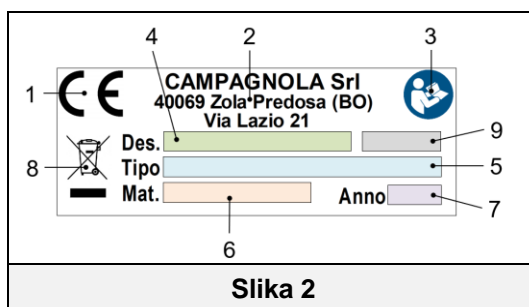 4 2 3
1 CE CAMPAGNOLA Srl
40069 Zola Predosa (BO)
Via Lazio 21
Des. 9
8 Tipo 5
Mat. Anno 7
6
Slika 2